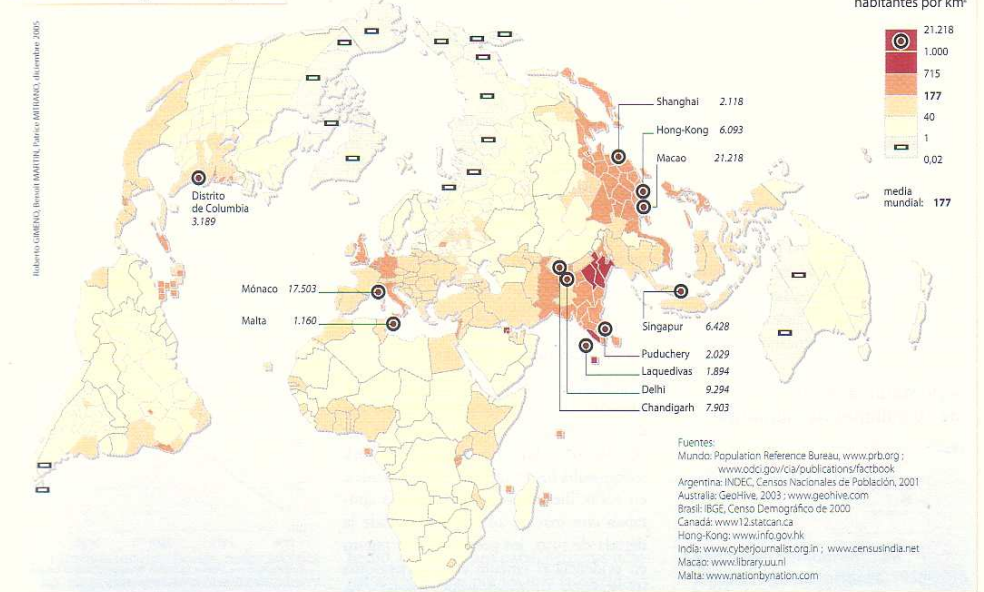 habitantes por km²
21.218
1.000
715
177
40
1
0,02
media
mundial: 177
Roberto GIMENO, Benoit MARTIN, Patrice MITRANO, diciembre 2005
Shanghai 2.118
Hong-Kong 6.093
Macao 21.218
Distrito
de Columbia
3.189
Mónaco 17.503
Malta 1.160
Singapur 6.428
Puduchery 2.029
Laquedivas 1.894
Delhi 9.294
Chandigarh 7.903
Fuentes:
Mundo: Population Reference Bureau, www.prb.org ;
www.odci.gov/cia/publications/factbook
Argentina: INDEC, Censos Nacionales de Población, 2001
Australia: GeoHive, 2003 ; www.geohive.com
Brasil: IBGE, Censo Demográfico de 2000
Canadá: www12.statcan.ca
Hong-Kong: www.info.gov.hk
India: www.cyberjournalist.org.in ; www.censusindia.net
Macao: www.library.uu.nl
Malta: www.nationbynation.com